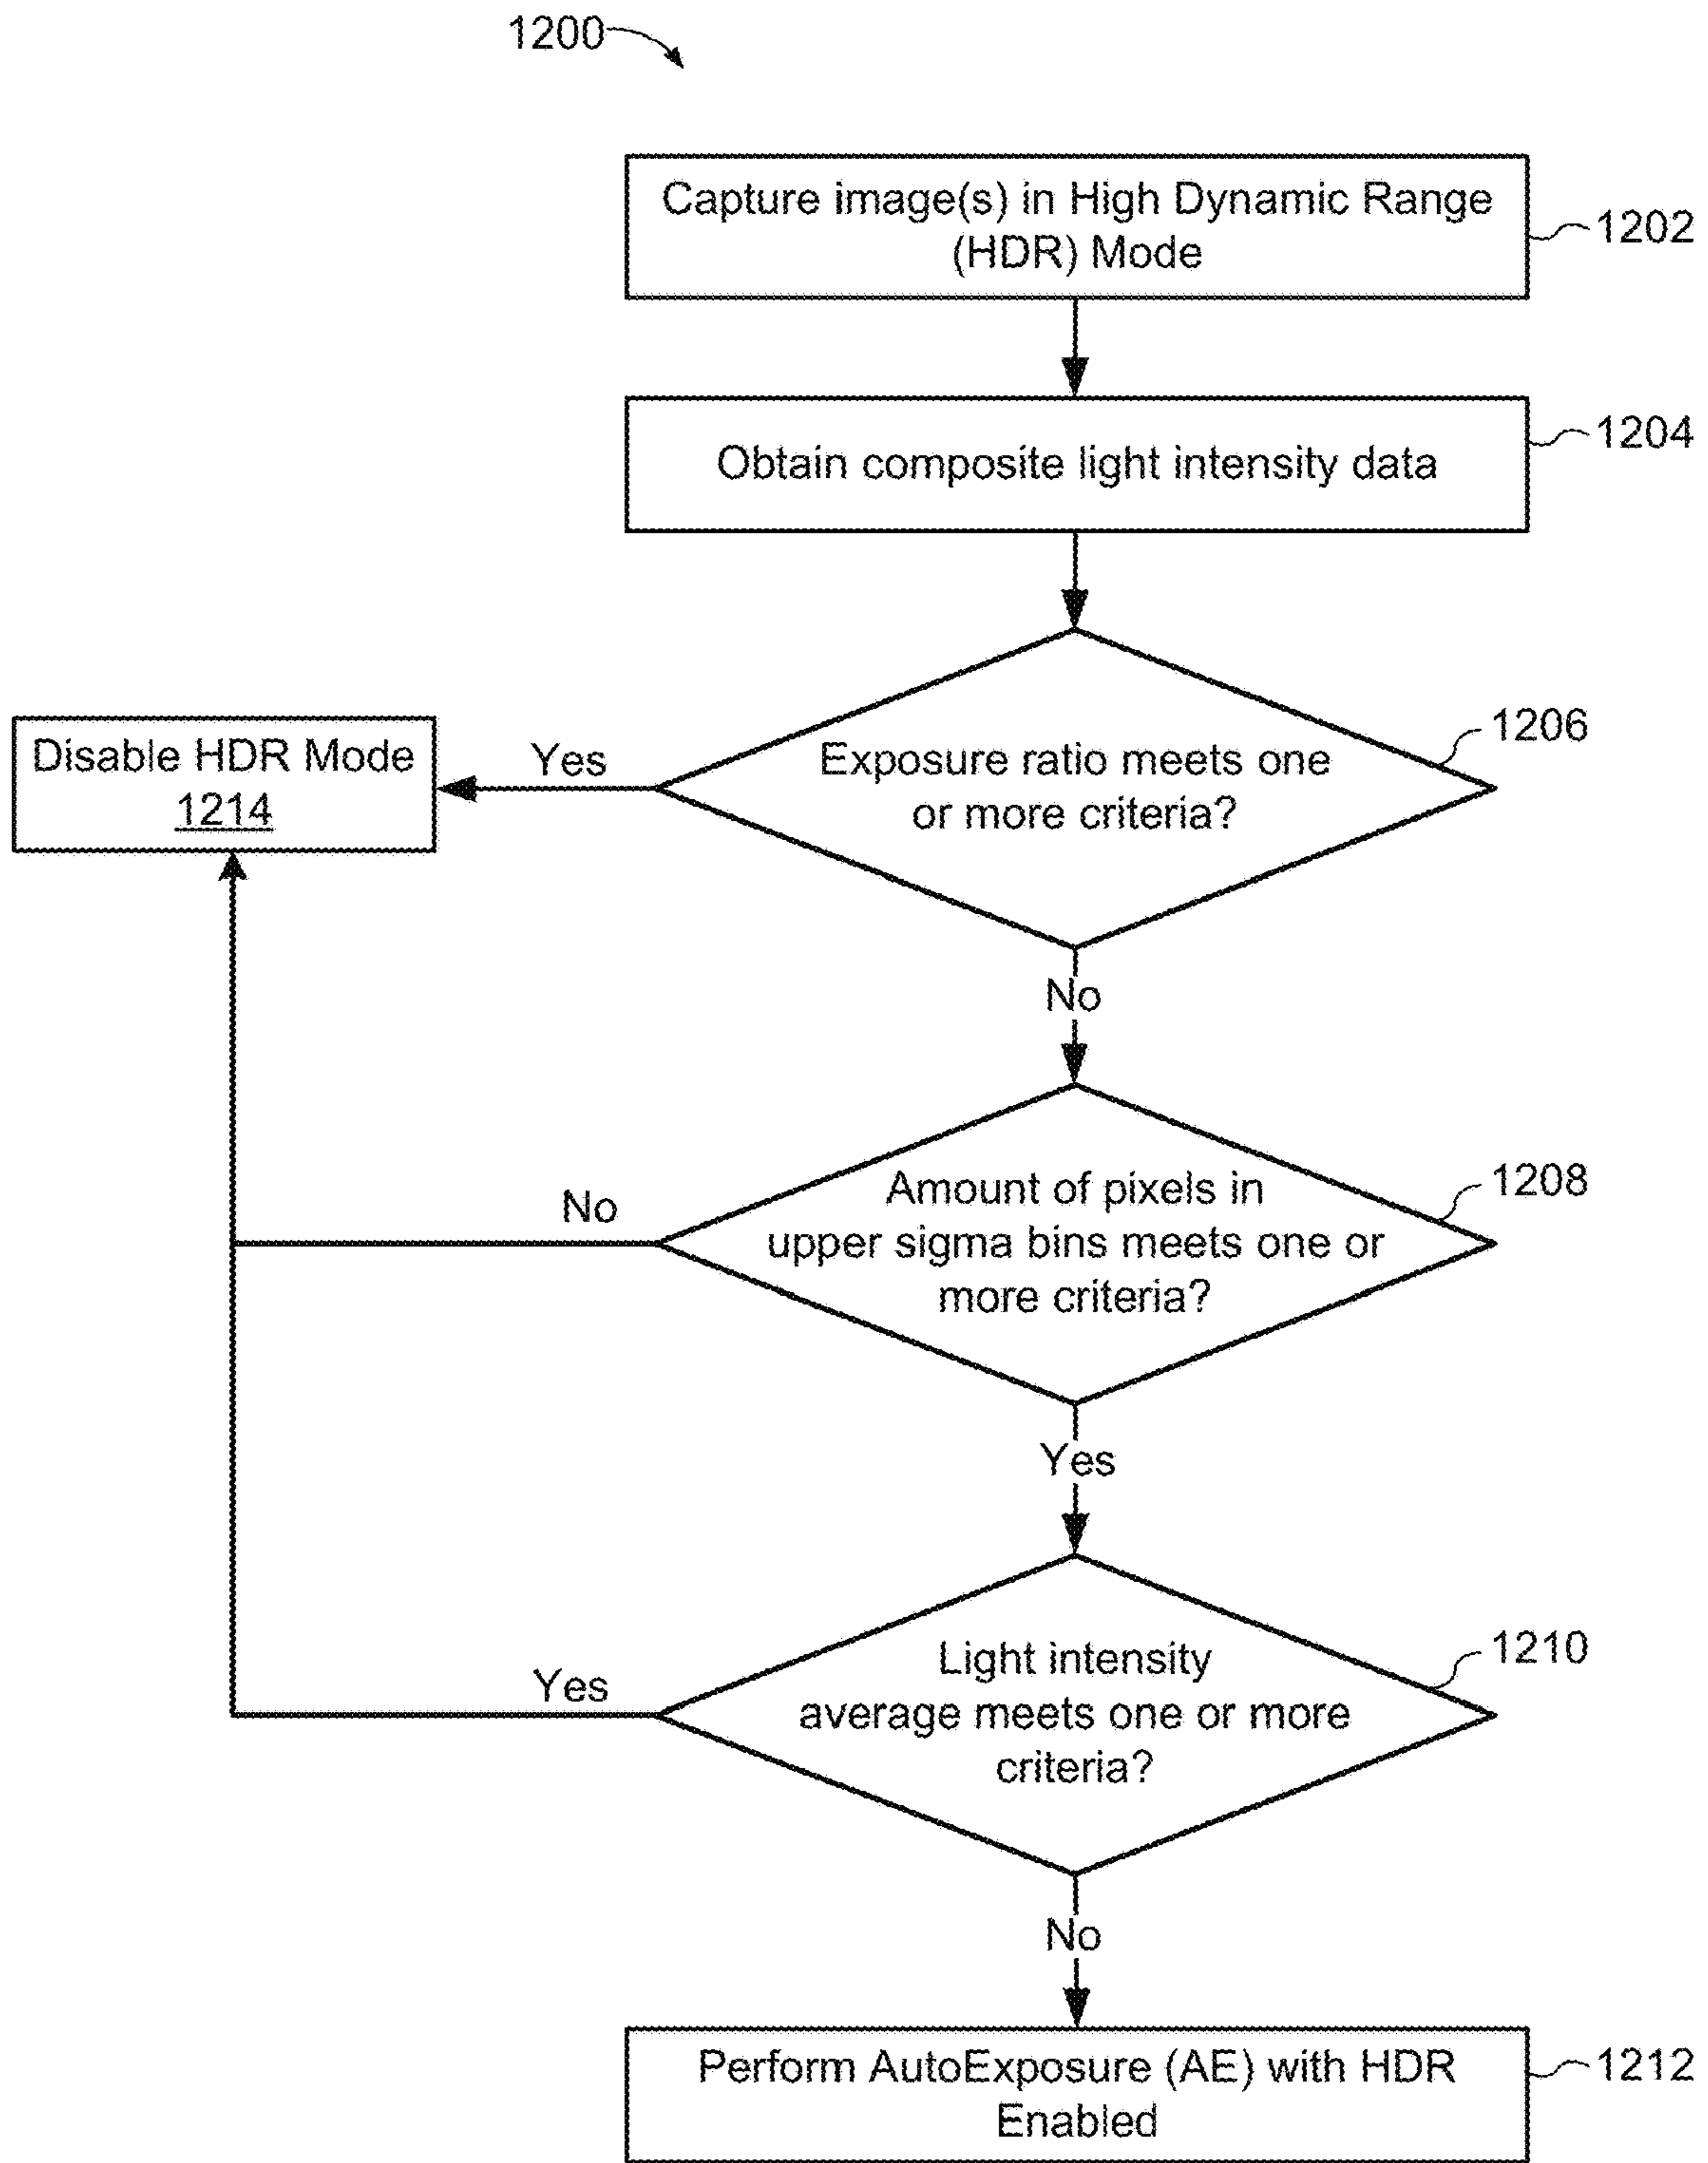 1200
Capture image(s) in High Dynamic Range
(HDR) Mode
1202
Obtain composite light intensity data
1204
Disable HDR Mode
1214
Yes
Exposure ratio meets one
or more criteria?
1206
No
Amount of pixels in
upper sigma bins meets one or
more criteria?
1208
No
Yes
Light intensity
average meets one or more
criteria?
1210
Yes
No
Perform AutoExposure (AE) with HDR
Enabled
1212